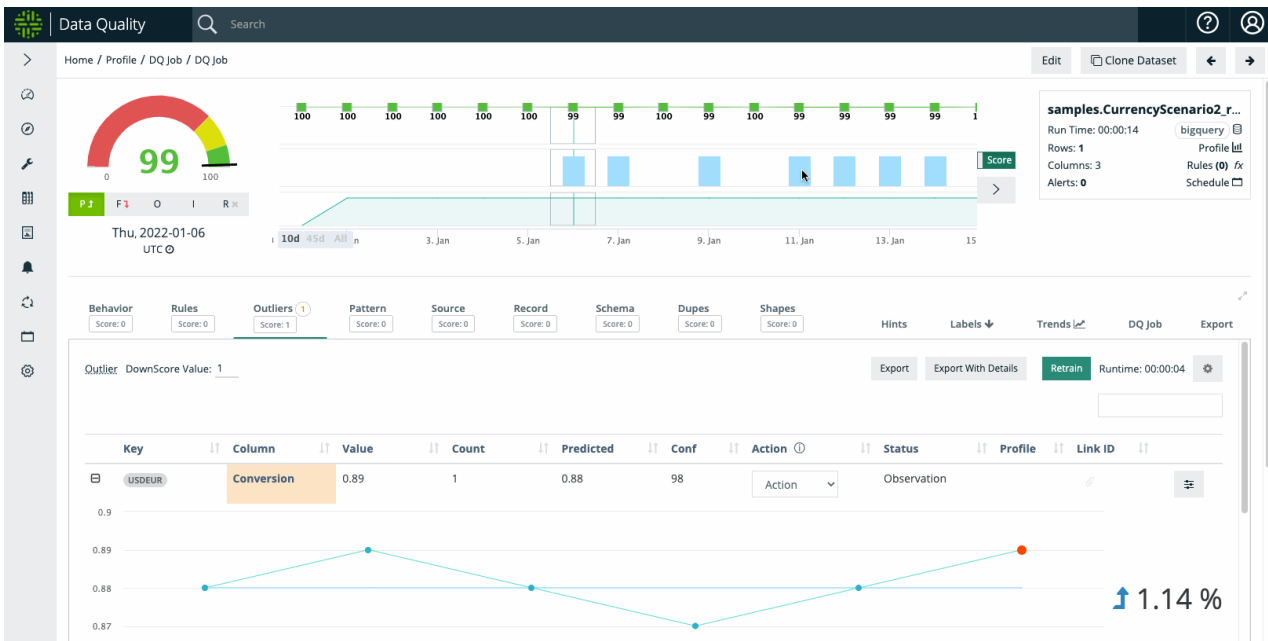 Data Quality
Search
Home / Profile / DQ Job / DQ Job
Edit
Clone Dataset
99
0
100
P
F
O
I
R
Thu, 2022-01-06
UTC
100 100 100 100 100 100 99 99 100 99 99 99 99 99 99 1
Score
10d 45d All
3. Jan 5. Jan 7. Jan 9. Jan 11. Jan 13. Jan 15
samples.CurrencyScenario2_r...
Run Time: 00:00:14 bigquery
Rows: 1 Profile
Columns: 3 Rules (0) fx
Alerts: 0 Schedule
Behavior Rules Outliers 1 Pattern Source Record Schema Dupes Shapes
Score: 0 Score: 0 Score: 1 Score: 0 Score: 0 Score: 0 Score: 0 Score: 0 Score: 0
Hints Labels Trends DQ Job Export
Outlier DownScore Value: 1
Export Export With Details Retrain Runtime: 00:00:04
Key Column Value Count Predicted Conf Action Status Profile Link ID
USDEUR Conversion 0.89 1 0.88 98 Action Observation
0.9
0.89
0.88
0.87
1.14 %